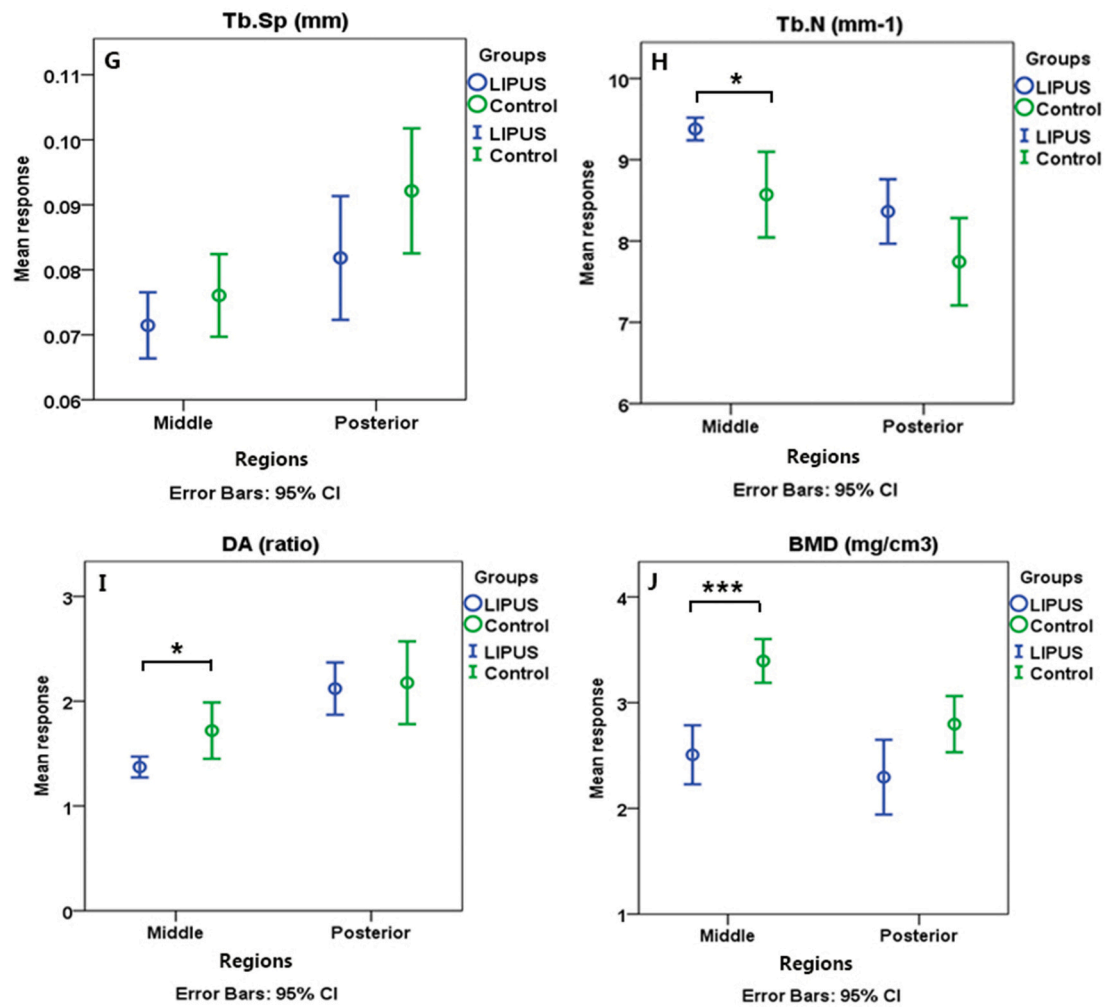 Tb.Sp (mm)
G
0.11
0.10
0.09
0.08
0.07
0.06
Mean response
Middle
Posterior
Regions
Error Bars: 95% CI
Groups
LIPUS
Control
LIPUS
Control
Tb.N (mm-1)
H
*
10
9
8
7
6
Mean response
Middle
Posterior
Regions
Error Bars: 95% CI
Groups
LIPUS
Control
LIPUS
Control
DA (ratio)
I
*
3
2
1
0
Mean response
Middle
Posterior
Regions
Error Bars: 95% CI
Groups
LIPUS
Control
LIPUS
Control
BMD (mg/cm3)
J
***
4
3
2
1
Mean response
Middle
Posterior
Regions
Error Bars: 95% CI
Groups
LIPUS
Control
LIPUS
Control